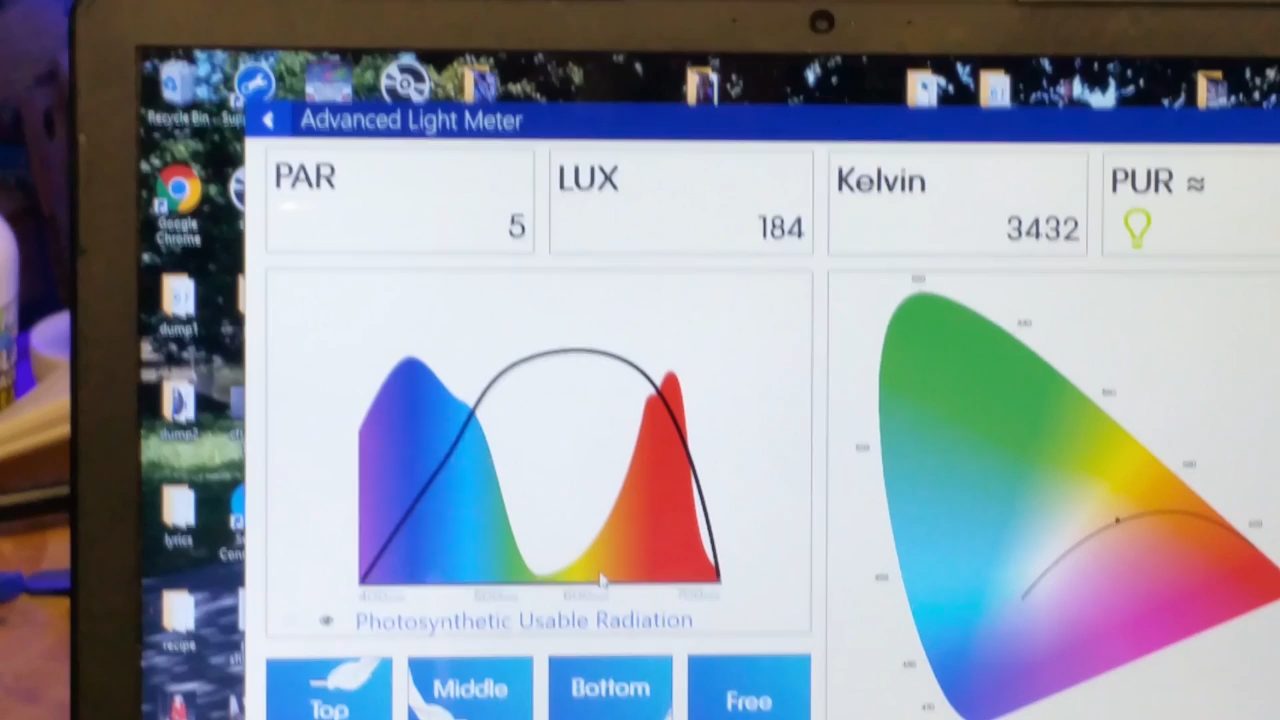 Recycle Bin
Advanced Light Meter
PAR
5
LUX
184
Kelvin
3432
PUR ≈
Google
Chrome
dump1
dump2
lyrics
recipe
Photosynthetic Usable Radiation
Top
Middle
Bottom
Free